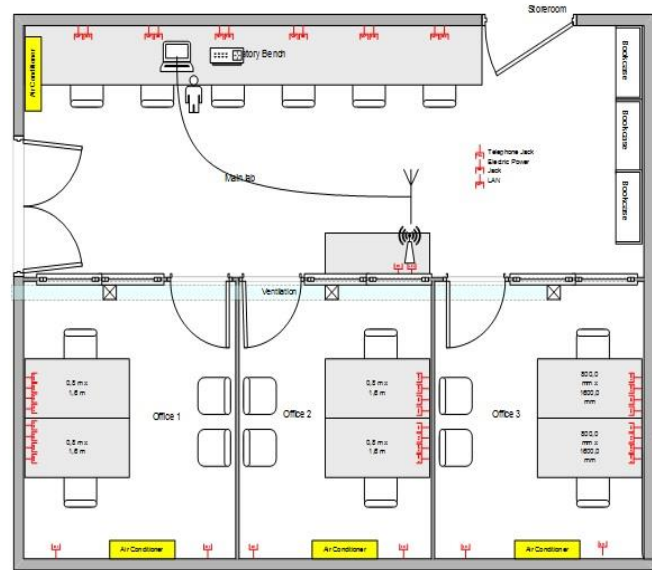 Storeroom
Air Conditioner
tory Bench
Bookcase
Bookcase
Bookcase
Telephone Jack
Electric Power
Jack
LAN
Main lab
Ventilation
0,8 m x
1,6 m
0,8 m x
1,6 m
Office 1
0,8 m x
1,6 m
0,8 m x
1,6 m
Office 2
800,0
mm x
1600,0
mm
800,0
mm x
1600,0
mm
Office 3
Air Conditioner
Air Conditioner
Air Conditioner